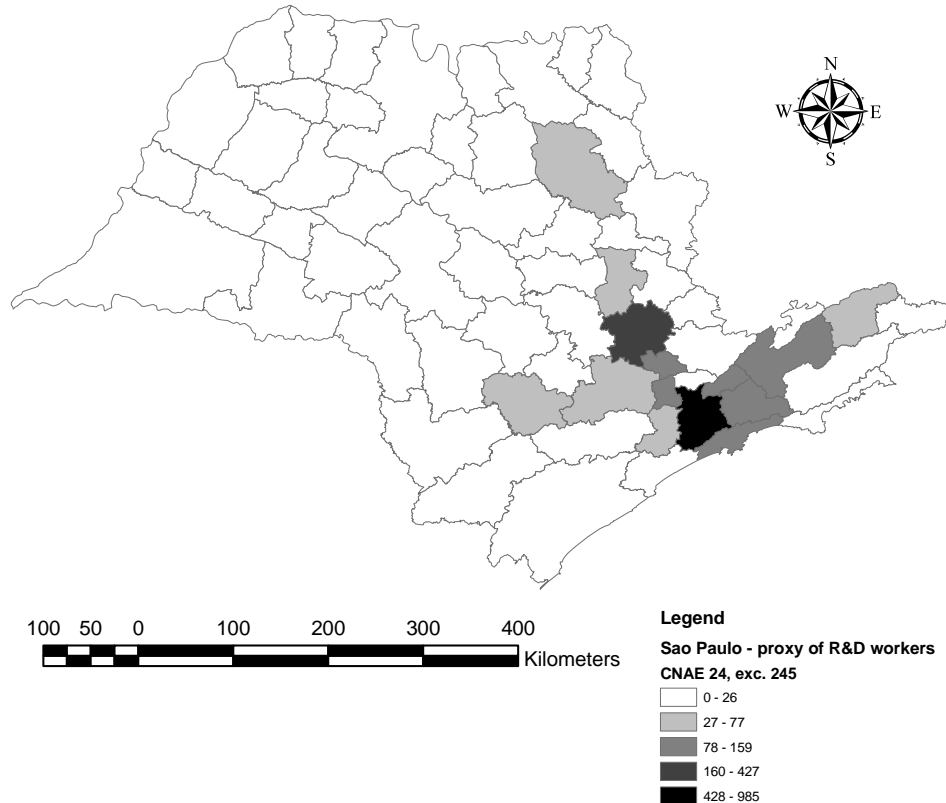 N
W E
S
100 50 0 100 200 300 400
Kilometers
Legend
Sao Paulo - proxy of R&D workers
CNAE 24, exc. 245
0 - 26
27 - 77
78 - 159
160 - 427
428 - 985